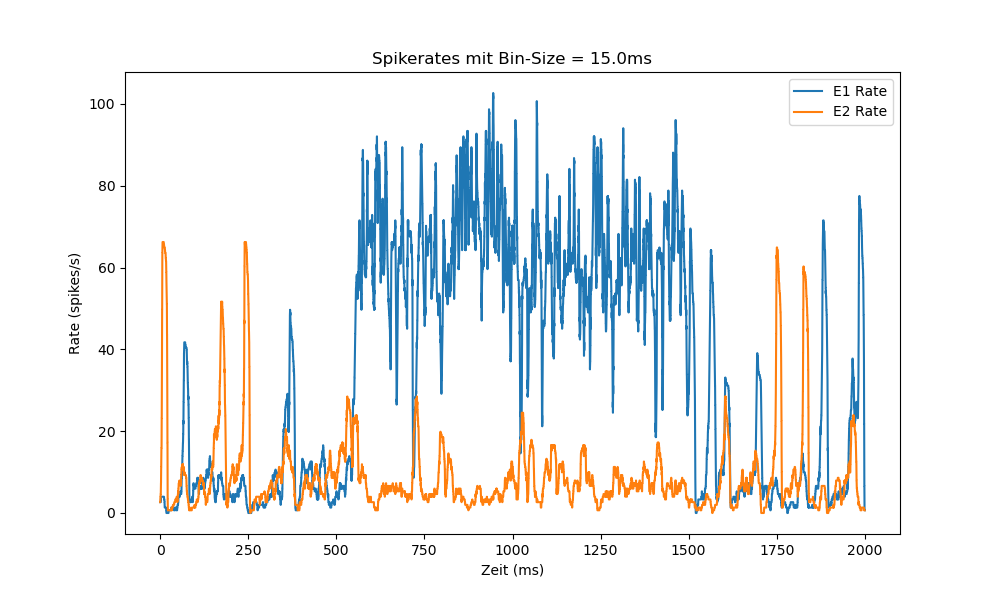 Spikerates mit Bin-Size = 15.0ms
E1 Rate
E2 Rate
Rate (spikes/s)
100
80
60
40
20
0
0 250 500 750 1000 1250 1500 1750 2000
Zeit (ms)